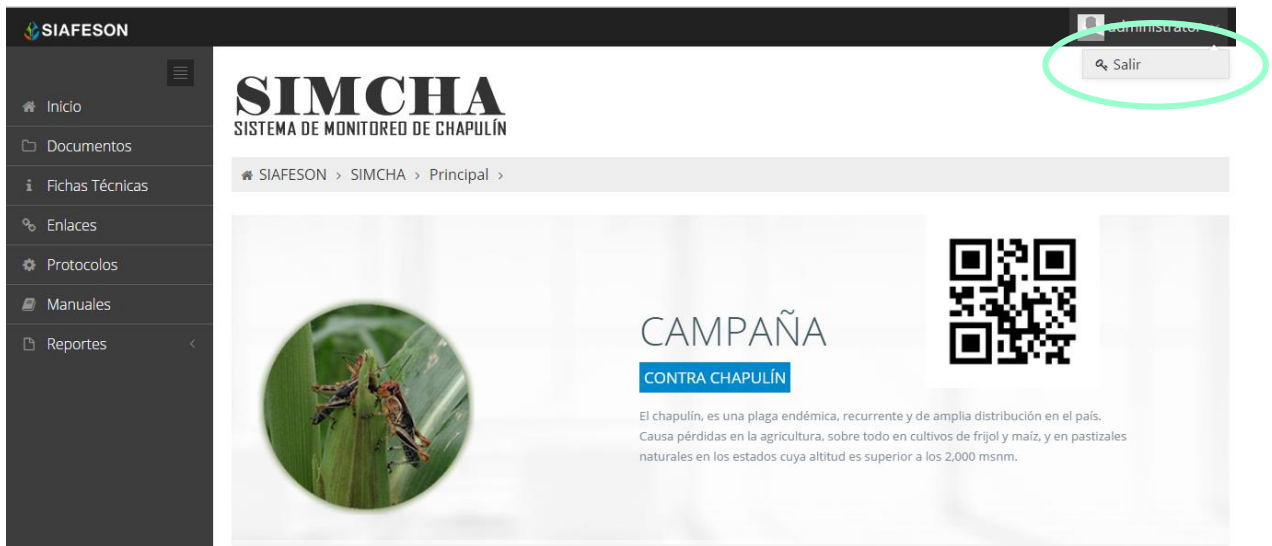 SIAFESON
administrator
Salir
Inicio
Documentos
Fichas Técnicas
Enlaces
Protocolos
Manuales
Reportes
SIMCHA
SISTEMA DE MONITOREO DE CHAPULÍN
SIAFESON > SIMCHA > Principal >
CAMPAÑA
CONTRA CHAPULÍN
El chapulín, es una plaga endémica, recurrente y de amplia distribución en el país.
Causa pérdidas en la agricultura, sobre todo en cultivos de frijol y maíz, y en pastizales
naturales en los estados cuya altitud es superior a los 2,000 msnm.